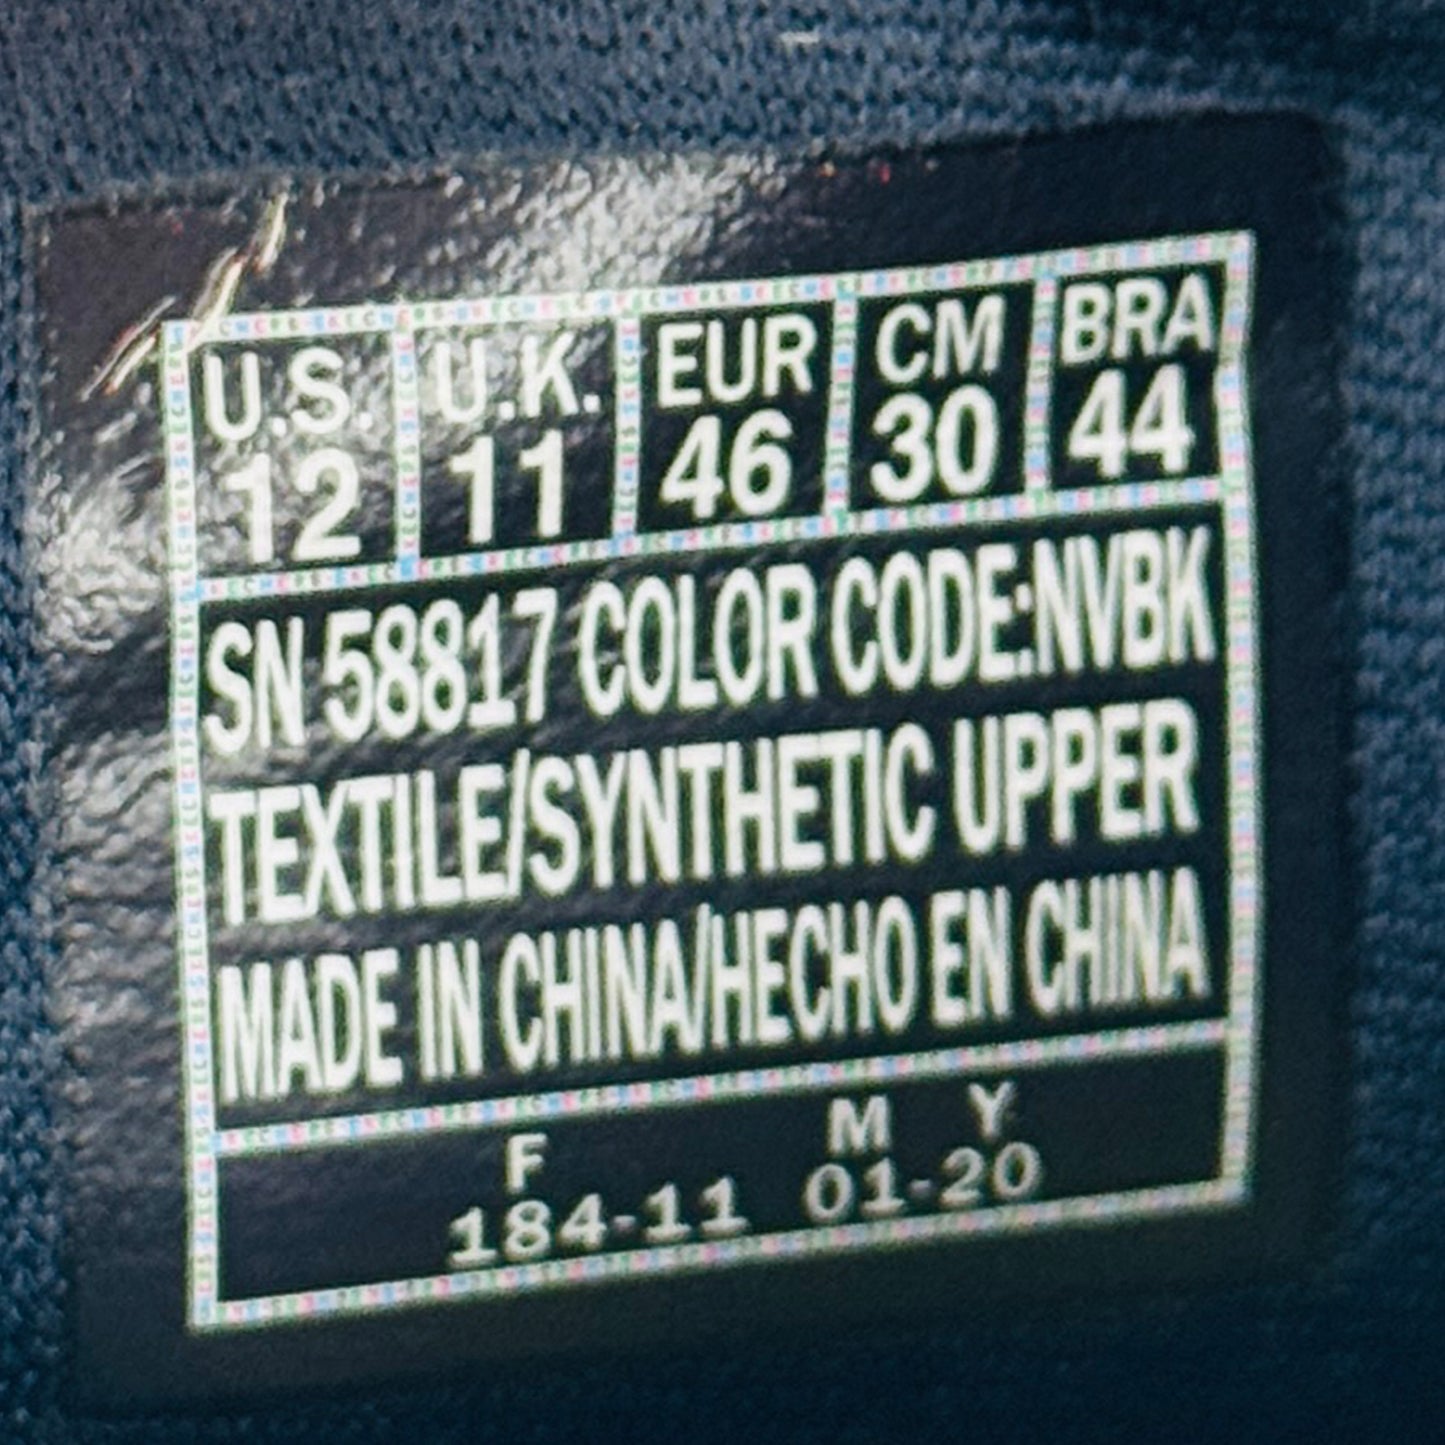 U.S. U.K. EUR CM BRA
12 11 46 30 44
SN 58817 COLOR CODE:NVBK
TEXTILE/SYNTHETIC UPPER
MADE IN CHINA/HECHO EN CHINA
F M Y
184-11 01-20